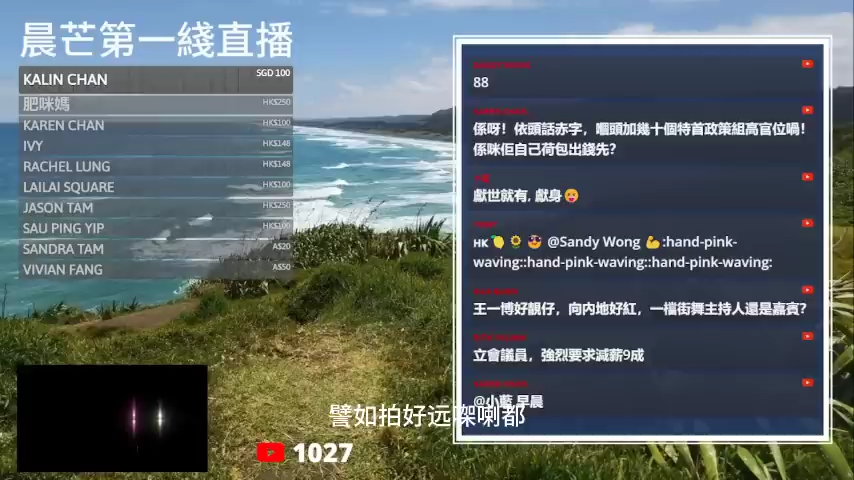 晨芒第一綫直播
KALIN CHAN SGD 100
肥咪媽 HK$250
KAREN CHAN HK$100
IVY HK$148
RACHEL LUNG HK$148
LAILAI SQUARE HK$100
JASON TAM HK$250
SAU PING YIP HK$100
SANDRA TAM A$20
VIVIAN FANG A$50
88
係呀！依頭話赤字，嗰頭加幾十個特首政策組高官位喎！
係咪佢自己荷包出錢先?
獻世就有, 獻身😝
HK🍋🌻😍 @Sandy Wong 💪:hand-pink-
waving::hand-pink-waving::hand-pink-waving:
王一博好靚仔，向內地好紅，一檔街舞主持人還是嘉賓?
立會議員，強烈要求減薪9成
@小藍 早晨
譬如拍好远㗎喇都
1027